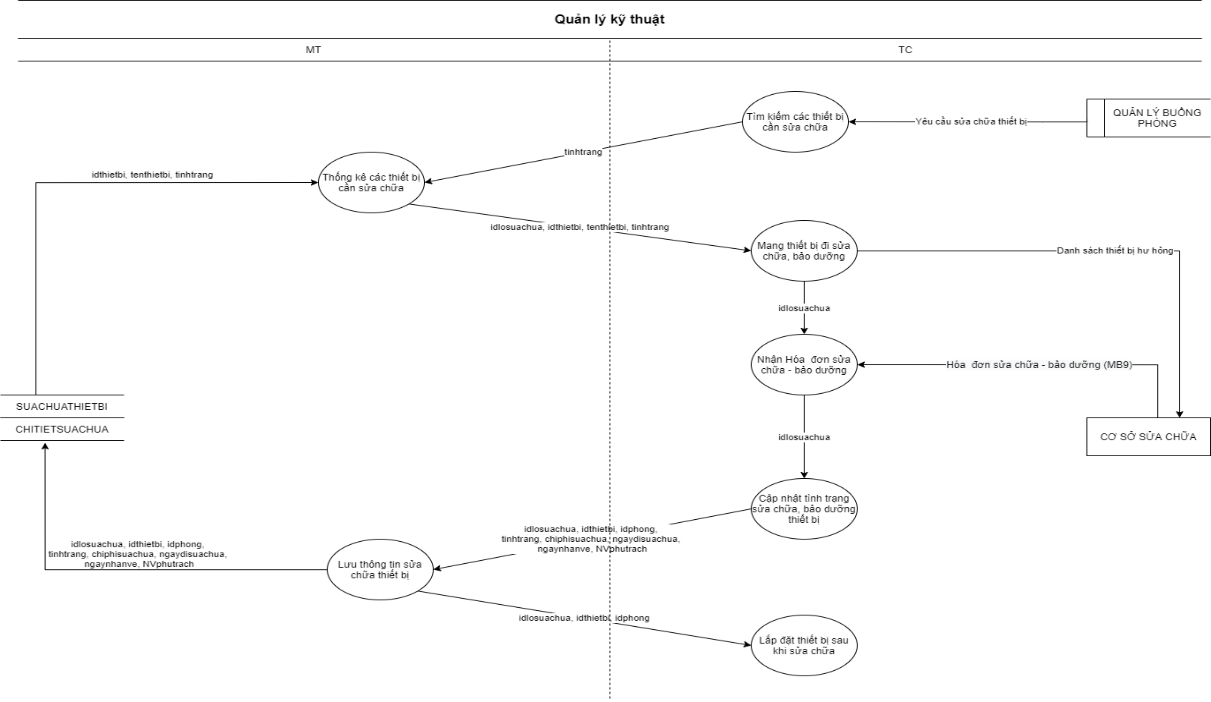 Quản lý kỹ thuật
MT
TC
Tìm kiếm các thiết bị
cần sửa chữa
Yêu cầu sửa chữa thiết bị
QUẢN LÝ BUỒNG
PHÒNG
tinhtrang
idthietbi, tenthietbi, tinhtrang
Thống kê các thiết bị
cần sửa chữa
idlosuachua, idthietbi, tenthietbi, tinhtrang
Mang thiết bị đi sửa
chữa, bảo dưỡng
Danh sách thiết bị hư hỏng
idlosuachua
Nhận Hóa đơn sửa
chữa - bảo dưỡng
Hóa đơn sửa chữa - bảo dưỡng (MB9)
SUACHUATHIETBI
CHITIETSUACHUA
idlosuachua
CƠ SỞ SỬA CHỮA
Cập nhật tình trạng
sửa chữa, bảo dưỡng
thiết bị
idlosuachua, idthietbi, idphong,
tinhtrang, chiphisuachua, ngaydisuachua,
ngaynhanve, NVphutrach
idlosuachua, idthietbi, idphong,
tinhtrang, chiphisuachua, ngaydisuachua,
ngaynhanve, NVphutrach
Lưu thông tin sửa
chữa thiết bị
idlosuachua, idthietbi, idphong
Lắp đặt thiết bị sau
khi sửa chữa